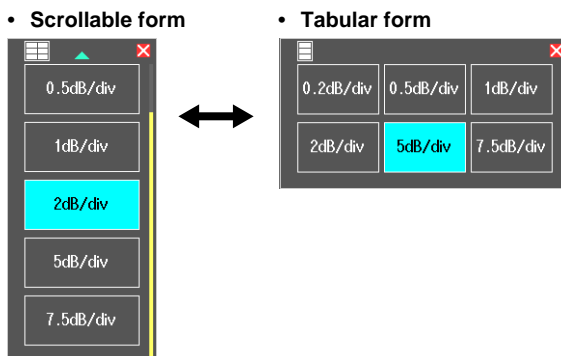 • Scrollable form
0.5dB/div
1dB/div
2dB/div
5dB/div
7.5dB/div
• Tabular form
0.2dB/div 0.5dB/div 1dB/div
2dB/div 5dB/div 7.5dB/div